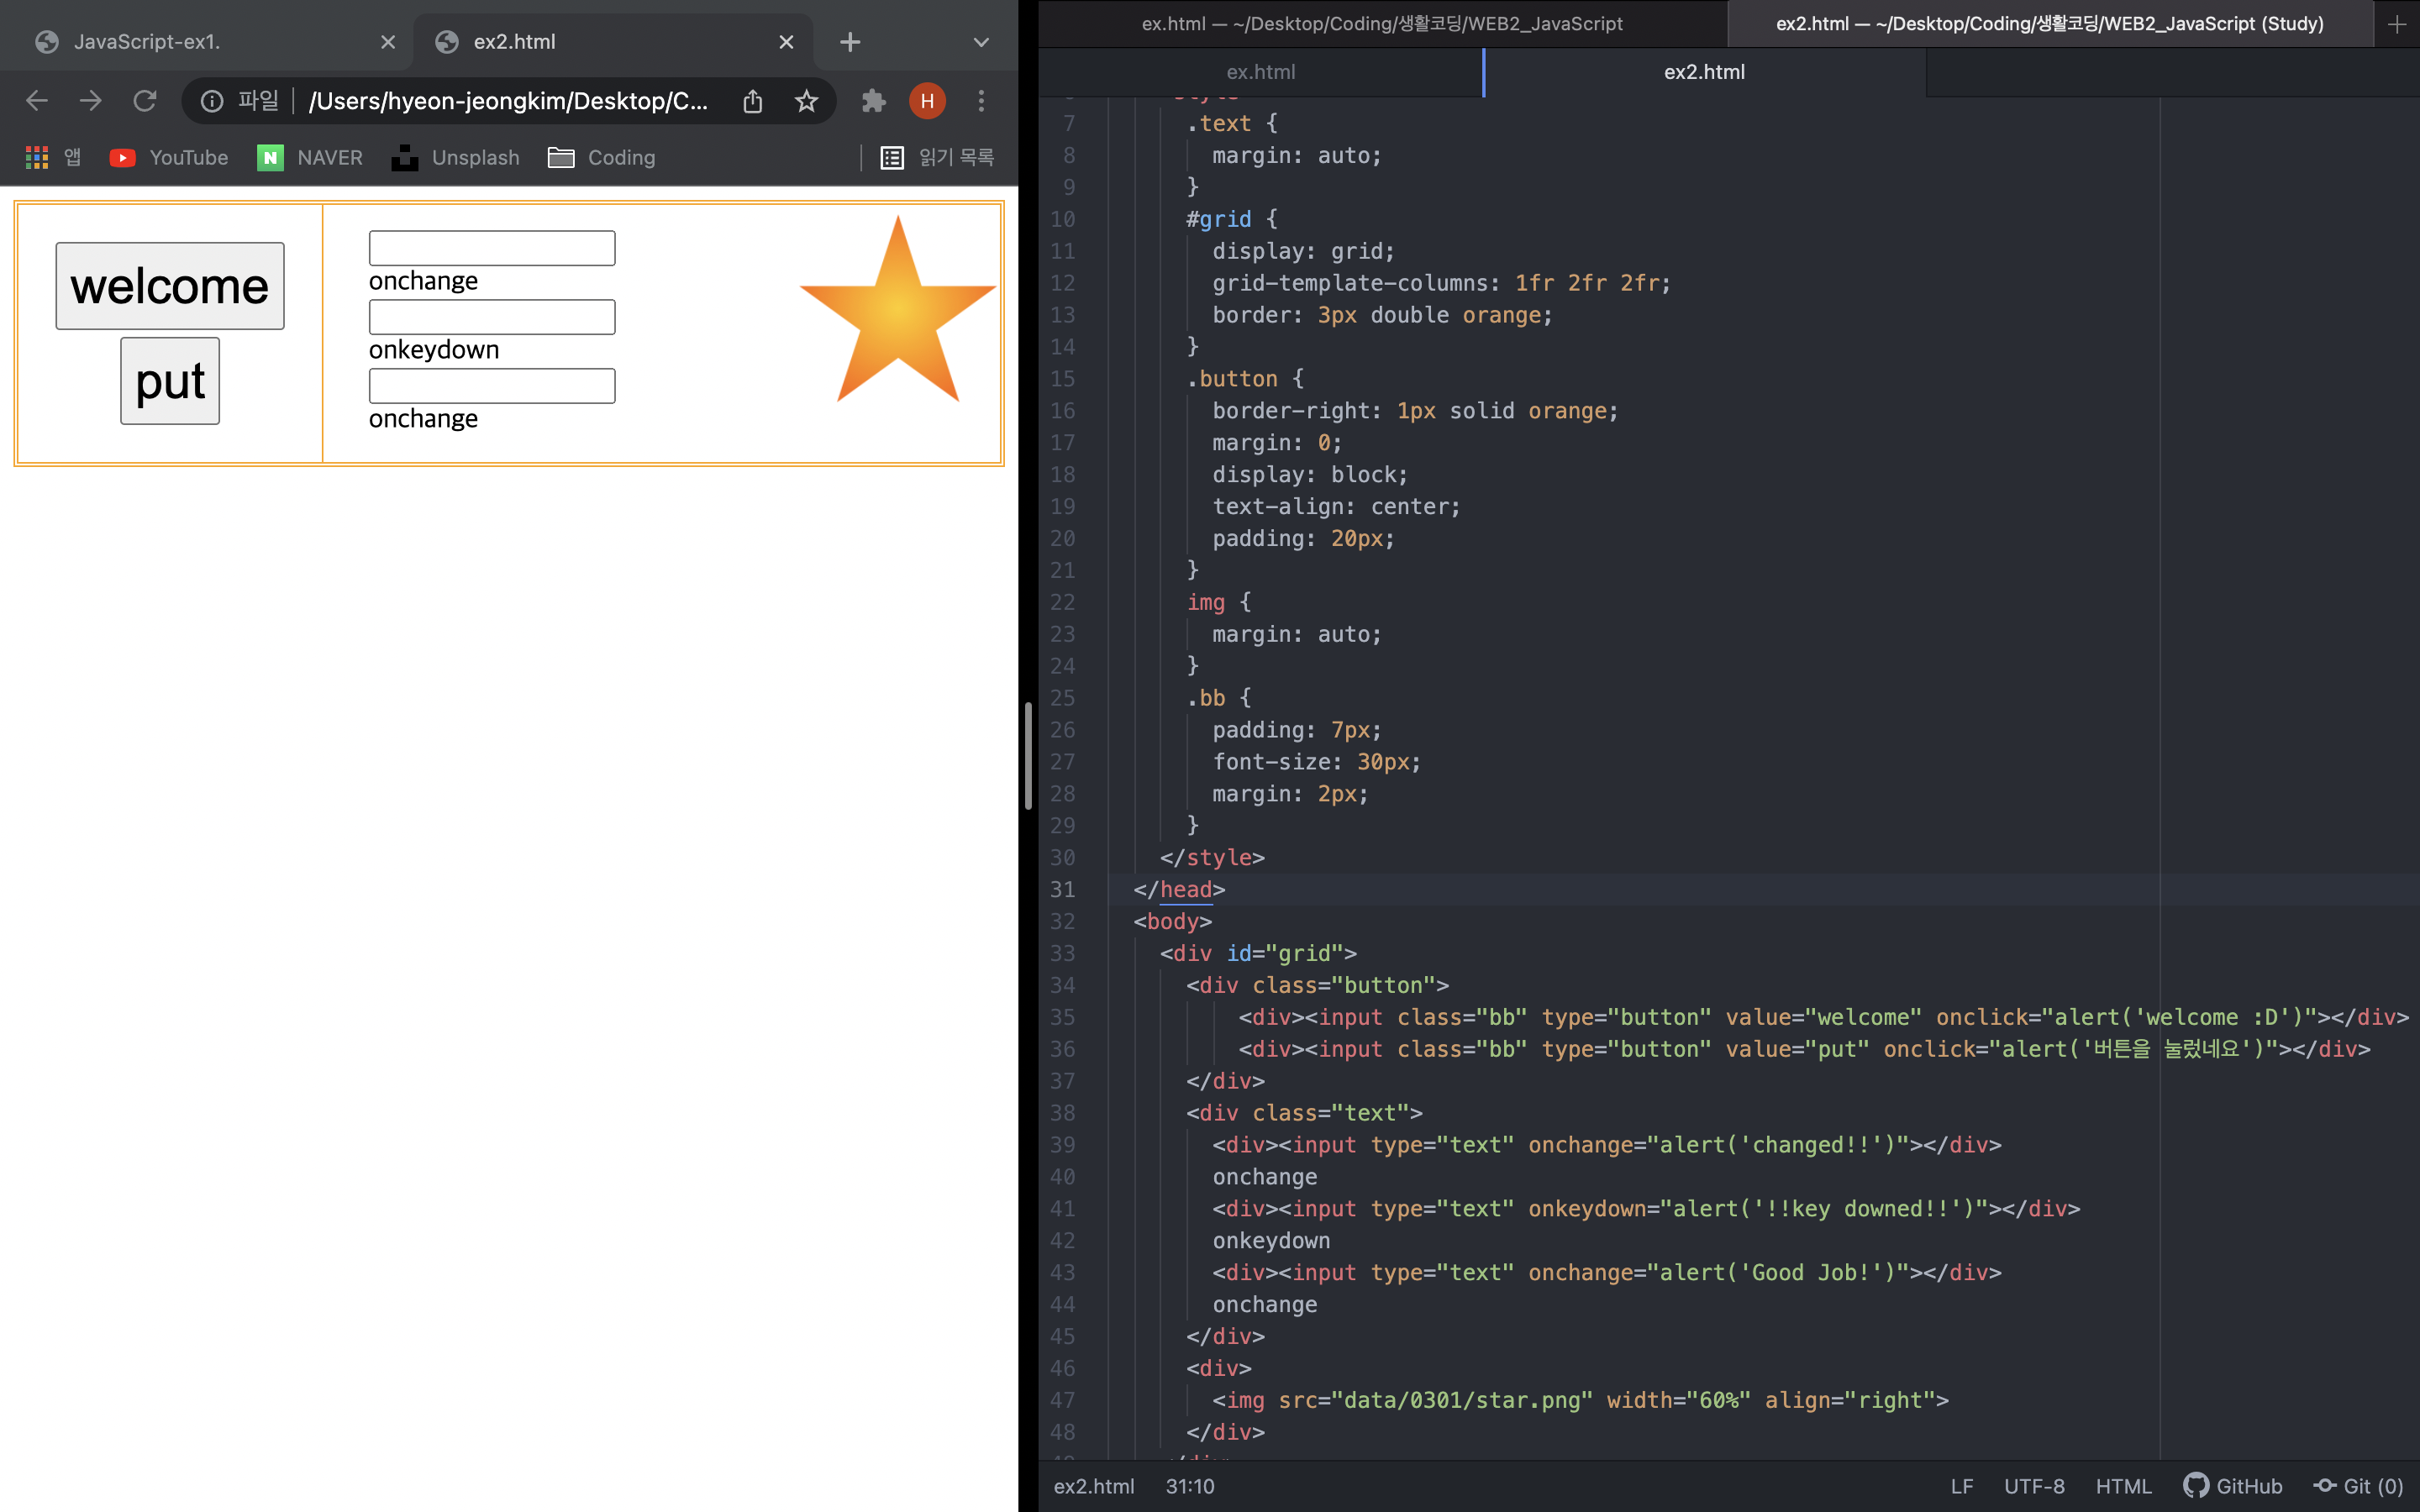 JavaScript-ex1.
ex2.html
파일
/Users/hyeon-jeongkim/Desktop/C...
H
앱
YouTube
N
NAVER
Unsplash
Coding
읽기 목록
welcome
put
onchange
onkeydown
onchange
ex.html — ~/Desktop/Coding/생활코딩/WEB2_JavaScript
ex2.html — ~/Desktop/Coding/생활코딩/WEB2_JavaScript (Study)
ex.html
ex2.html
7 .text {
8 margin: auto;
9 }
10 #grid {
11 display: grid;
12 grid-template-columns: 1fr 2fr 2fr;
13 border: 3px double orange;
14 }
15 .button {
16 border-right: 1px solid orange;
17 margin: 0;
18 display: block;
19 text-align: center;
20 padding: 20px;
21 }
22 img {
23 margin: auto;
24 }
25 .bb {
26 padding: 7px;
27 font-size: 30px;
28 margin: 2px;
29 }
30 </style>
31 </head>
32 <body>
33 <div id="grid">
34 <div class="button">
35 <div><input class="bb" type="button" value="welcome" onclick="alert('welcome :D')"></div>
36 <div><input class="bb" type="button" value="put" onclick="alert('버튼을 눌렀네요')"></div>
37 </div>
38 <div class="text">
39 <div><input type="text" onchange="alert('changed!!')"></div>
40 onchange
41 <div><input type="text" onkeydown="alert('!!key downed!!')"></div>
42 onkeydown
43 <div><input type="text" onchange="alert('Good Job!')"></div>
44 onchange
45 </div>
46 <div>
47 <img src="data/0301/star.png" width="60%" align="right">
48 </div>
ex2.html 31:10
LF UTF-8 HTML GitHub Git (0)